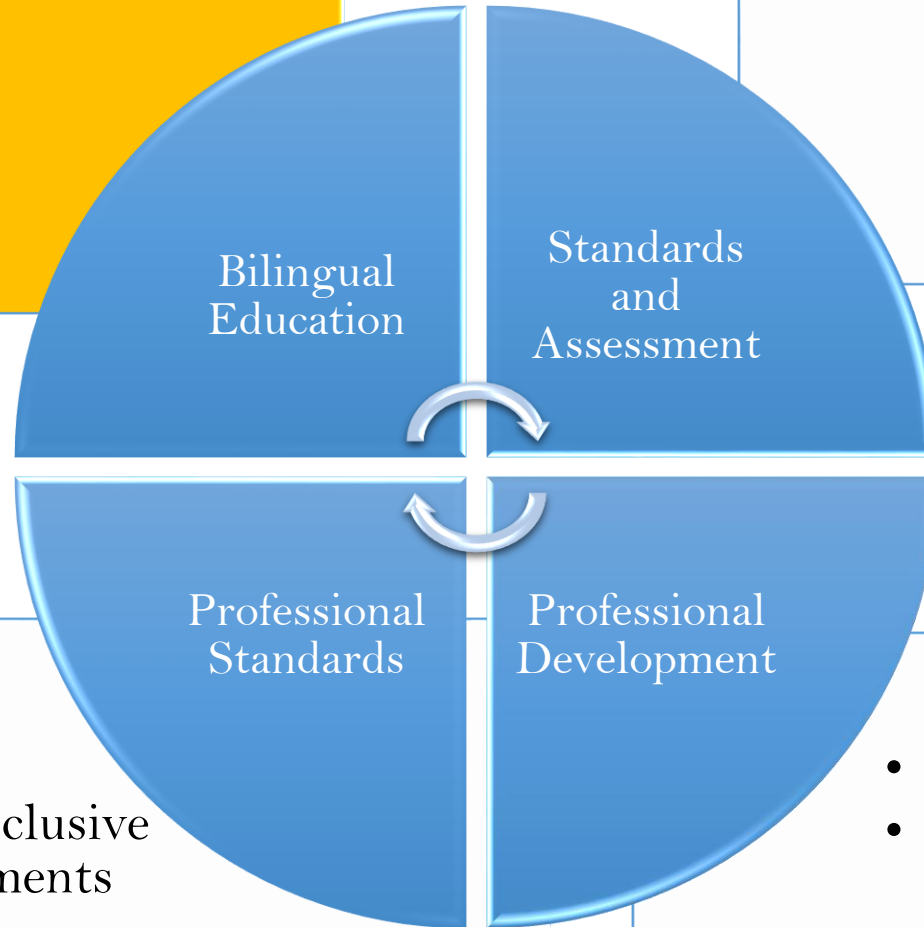 Bilingual
Education
Standards
and
Assessment
Professional
Standards
Professional
Development
clusive
ments